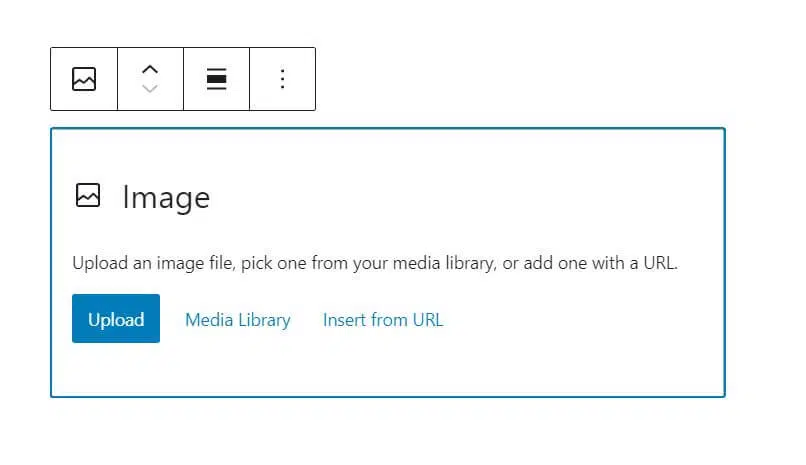 Image
Upload an image file, pick one from your media library, or add one with a URL.
Upload Media Library Insert from URL